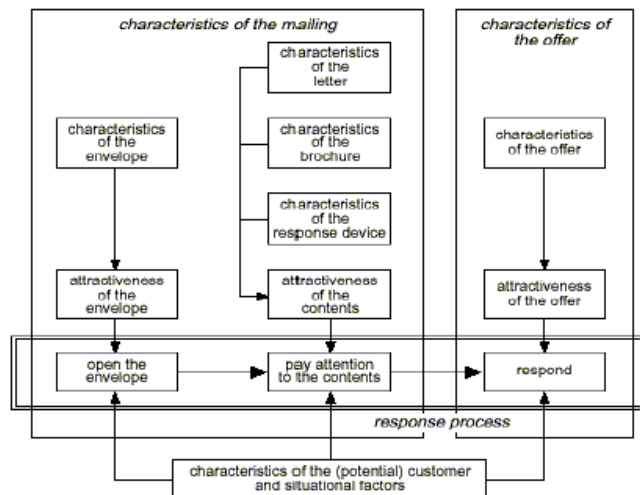 characteristics of the mailing
characteristics of
the offer
characteristics
of the
letter
characteristics
of the
envelope
characteristics
of the
brochure
characteristics
of the offer
characteristics
of the
response device
attractiveness
of the
envelope
attractiveness
of the
contents
attractiveness
of the offer
open the
envelope
pay attention
to the contents
respond
response process
characteristics of the (potential) customer
and situational factors